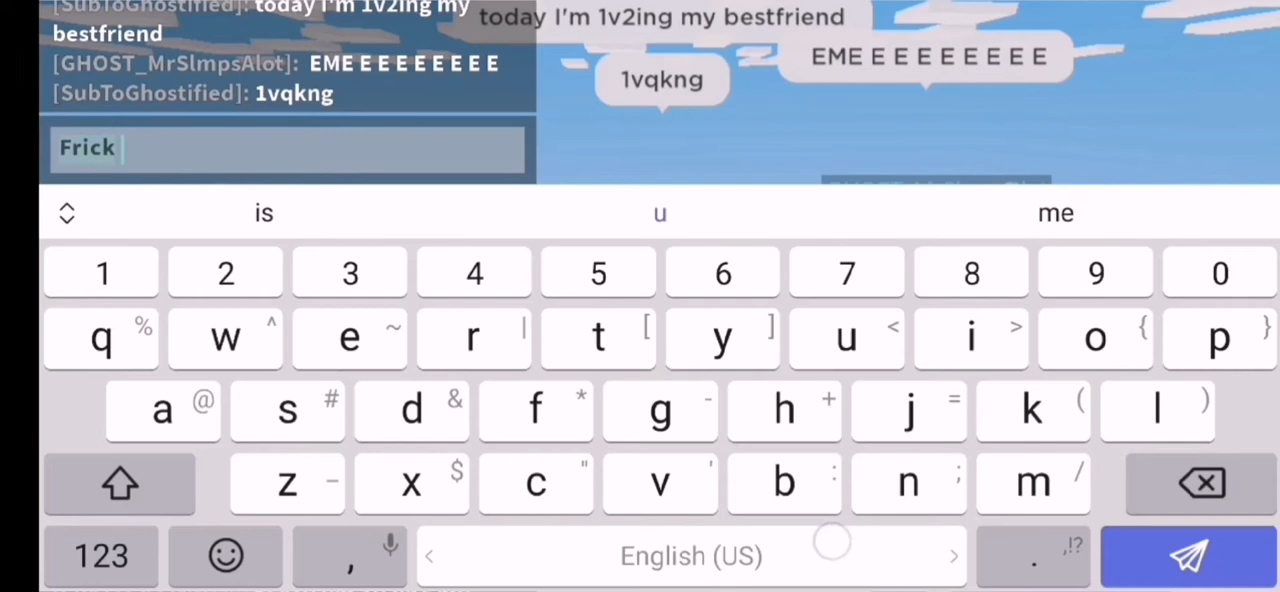 [SubToGhostified]: today I'm 1v2ing my
bestfriend
[GHOST_MrSlmpsAlot]: EME E E E E E E E E
[SubToGhostified]: 1vqkng
today I'm 1v2ing my bestfriend
EME E E E E E E E E
1vqkng
Frick
is u me
1 2 3 4 5 6 7 8 9 0
q % w ^ e ~ r | t [ y ] u < i > o { p }
a @ s # d & f * g - h + j = k ( l )
z _ x $ c " v ' b : n ; m /
123 , < English (US) > . ,!?